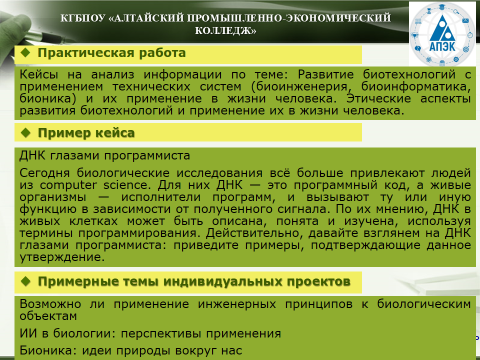 КГБПОУ «АЛТАЙСКИЙ ПРОМЫШЛЕННО-ЭКОНОМИЧЕСКИЙ
КОЛЛЕДЖ»
АПЭК
Практическая работа
Кейсы на анализ информации по теме: Развитие биотехнологий с
применением технических систем (биоинженерия, биоинформатика,
бионика) и их применение в жизни человека. Этические аспекты
развития биотехнологий и применение их в жизни человека.
Пример кейса
ДНК глазами программиста
Сегодня биологические исследования всё больше привлекают людей
из computer science. Для них ДНК — это программный код, а живые
организмы — исполнители программ, и вызывают ту или иную
функцию в зависимости от полученного сигнала. По их мнению, ДНК в
живых клетках может быть описана, понята и изучена, используя
термины программирования. Действительно, давайте взглянем на ДНК
глазами программиста: приведите примеры, подтверждающие данное
утверждение.
Примерные темы индивидуальных проектов
Возможно ли применение инженерных принципов к биологическим
объектам
ИИ в биологии: перспективы применения
Бионика: идеи природы вокруг нас